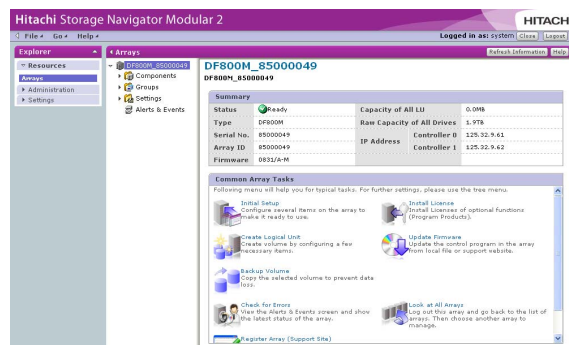 Hitachi Storage Navigator Modular 2
HITACH
File Go Help
Logged in as: system Close Logout
Explorer
Arrays
Refresh Information Help
Resources
Arrays
Administration
Settings
DF800M_85000049
Components
Groups
Settings
Alerts & Events
DF800M_85000049
DF800M_85000049
Summary
Status Ready Capacity of All LU 0.0MB
Type DF800M Raw Capacity of All Drives 1.9TB
Serial No. 85000049 IP Address Controller 0 125.32.9.61
Array ID 85000049 Controller 1 125.32.9.62
Firmware 0831/A-M
Common Array Tasks
Following menu will help you for typical tasks. For further settings, please use the tree menu.
Initial Setup
Configure several items on the array to
make it ready to use.
Install License
Install Licenses of optional functions
(Program Products).
Create Logical Unit
Create volume by configuring a few
necessary items.
Update Firmware
Update the control program in the array
from local file or support website.
Backup Volume
Copy the selected volume to prevent data
loss.
Check for Errors
View the Alerts & Events screen and show
the latest status of the array.
Look at All Arrays
Log out this array and go back to the list of
arrays. Then choose another array to
manage.
Register Array (Support Site)